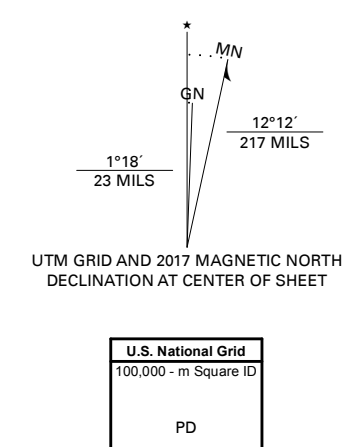 ★
MN
GN
12°12´
217 MILS
1°18´
23 MILS
UTM GRID AND 2017 MAGNETIC NORTH
DECLINATION AT CENTER OF SHEET
U.S. National Grid
100,000 - m Square ID
PD